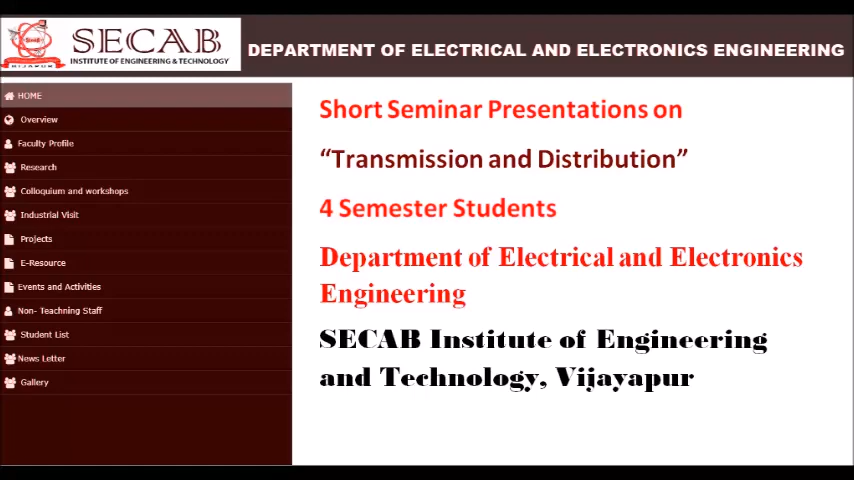 SECAB
INSTITUTE OF ENGINEERING & TECHNOLOGY
BIJAPUR
DEPARTMENT OF ELECTRICAL AND ELECTRONICS ENGINEERING
HOME
Overview
Faculty Profile
Research
Colloquium and workshops
Industrial Visit
Projects
E-Resource
Events and Activities
Non- Teachning Staff
Student List
News Letter
Gallery
Short Seminar Presentations on
“Transmission and Distribution”
4 Semester Students
Department of Electrical and Electronics
Engineering
SECAB Institute of Engineering
and Technology, Vijayapur